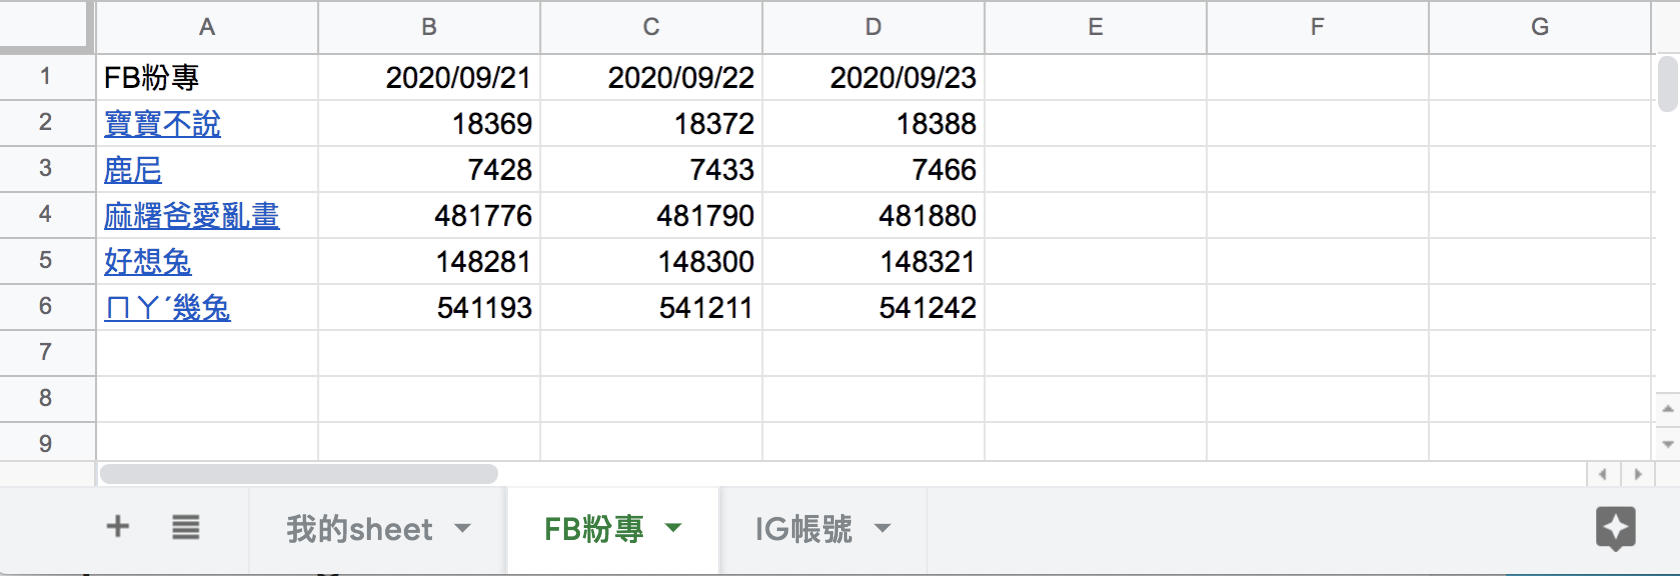 A B C D E F G
1 FB粉專 2020/09/21 2020/09/22 2020/09/23
2 寶寶不說 18369 18372 18388
3 鹿尼 7428 7433 7466
4 麻糬爸愛亂畫 481776 481790 481880
5 好想兔 148281 148300 148321
6 ㄇㄚˊ幾兔 541193 541211 541242
7
8
9
我的sheet FB粉專 IG帳號